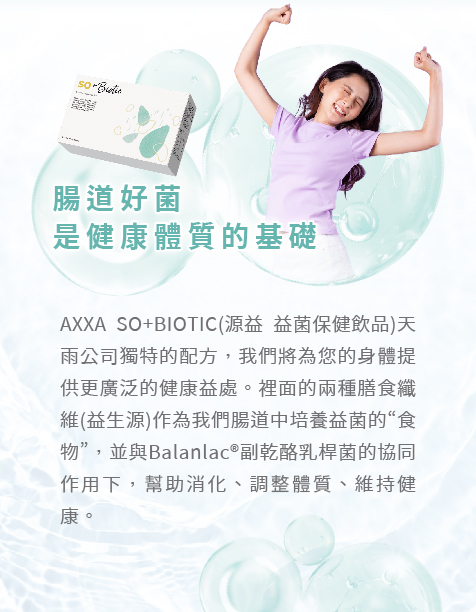 SO+Biotic
腸道好菌
是健康體質的基礎
AXXA SO+BIOTIC(源益 益菌保健飲品)天
雨公司獨特的配方，我們將為您的身體提
供更廣泛的健康益處。裡面的兩種膳食纖
維(益生源)作為我們腸道中培養益菌的“食
物”，並與Balanlac®副乾酪乳桿菌的協同
作用下，幫助消化、調整體質、維持健
康。